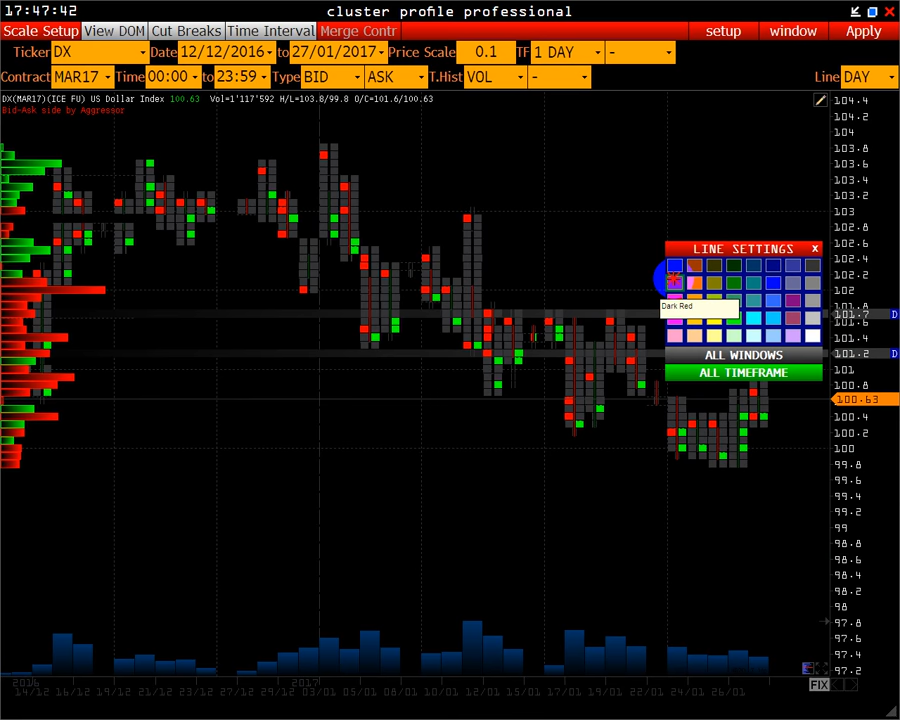 17:47:42 cluster profile professional
Scale Setup View DOM Cut Breaks Time Interval Merge Contr setup window Apply
Ticker DX Date 12/12/2016 to 27/01/2017 Price Scale 0.1 TF 1 DAY -
Contract MAR17 Time 00:00 to 23:59 Type BID ASK T.Hist VOL - Line DAY
DX(MAR17)(ICE FU) US Dollar Index 100.63 Vol=1'117'592 H/L=103.8/99.8 O/C=101.6/100.63
Bid-Ask side by Aggressor
104.4
104.2
104
103.8
103.6
103.4
103.2
103
102.8
LINE SETTINGS x
102.6
102.4
102.2
102
Dark Red
101.8
101.7 D
101.6
101.4
ALL WINDOWS
101.2 D
101
ALL TIMEFRAME
100.8
100.63
100.4
100.2
100
99.8
99.6
99.4
99.2
99
98.8
98.6
98.4
98.2
98
97.8
97.6
97.4
97.2
2016 2017
14/12 16/12 19/12 21/12 23/12 27/12 29/12 03/01 05/01 06/01 10/01 12/01 15/01 17/01 19/01 22/01 24/01 26/01
FIX